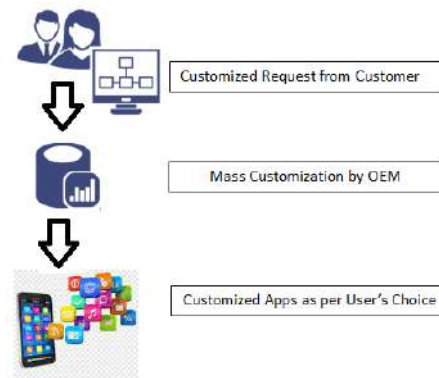 Customized Request from Customer
Mass Customization by OEM
Customized Apps as per User's Choice